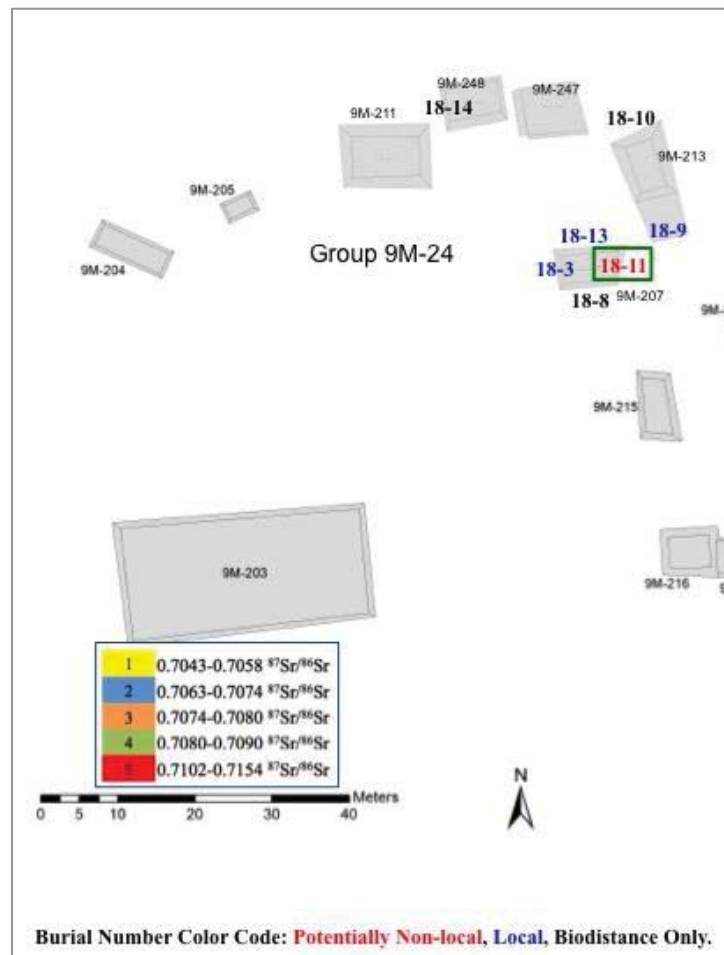 9M-248
9M-247
18-14
9M-211
18-10
9M-213
9M-205
18-9
18-13
Group 9M-24
9M-204
18-3
18-11
18-8
9M-207
9M-
9M-215
9M-203
9M-216
9
1 0.7043-0.7058 ⁸⁷Sr/⁸⁶Sr
2 0.7063-0.7074 ⁸⁷Sr/⁸⁶Sr
3 0.7074-0.7080 ⁸⁷Sr/⁸⁶Sr
4 0.7080-0.7090 ⁸⁷Sr/⁸⁶Sr
5 0.7102-0.7154 ⁸⁷Sr/⁸⁶Sr
N
Meters
0 5 10 20 30 40
Burial Number Color Code: Potentially Non-local, Local, Biodistance Only.